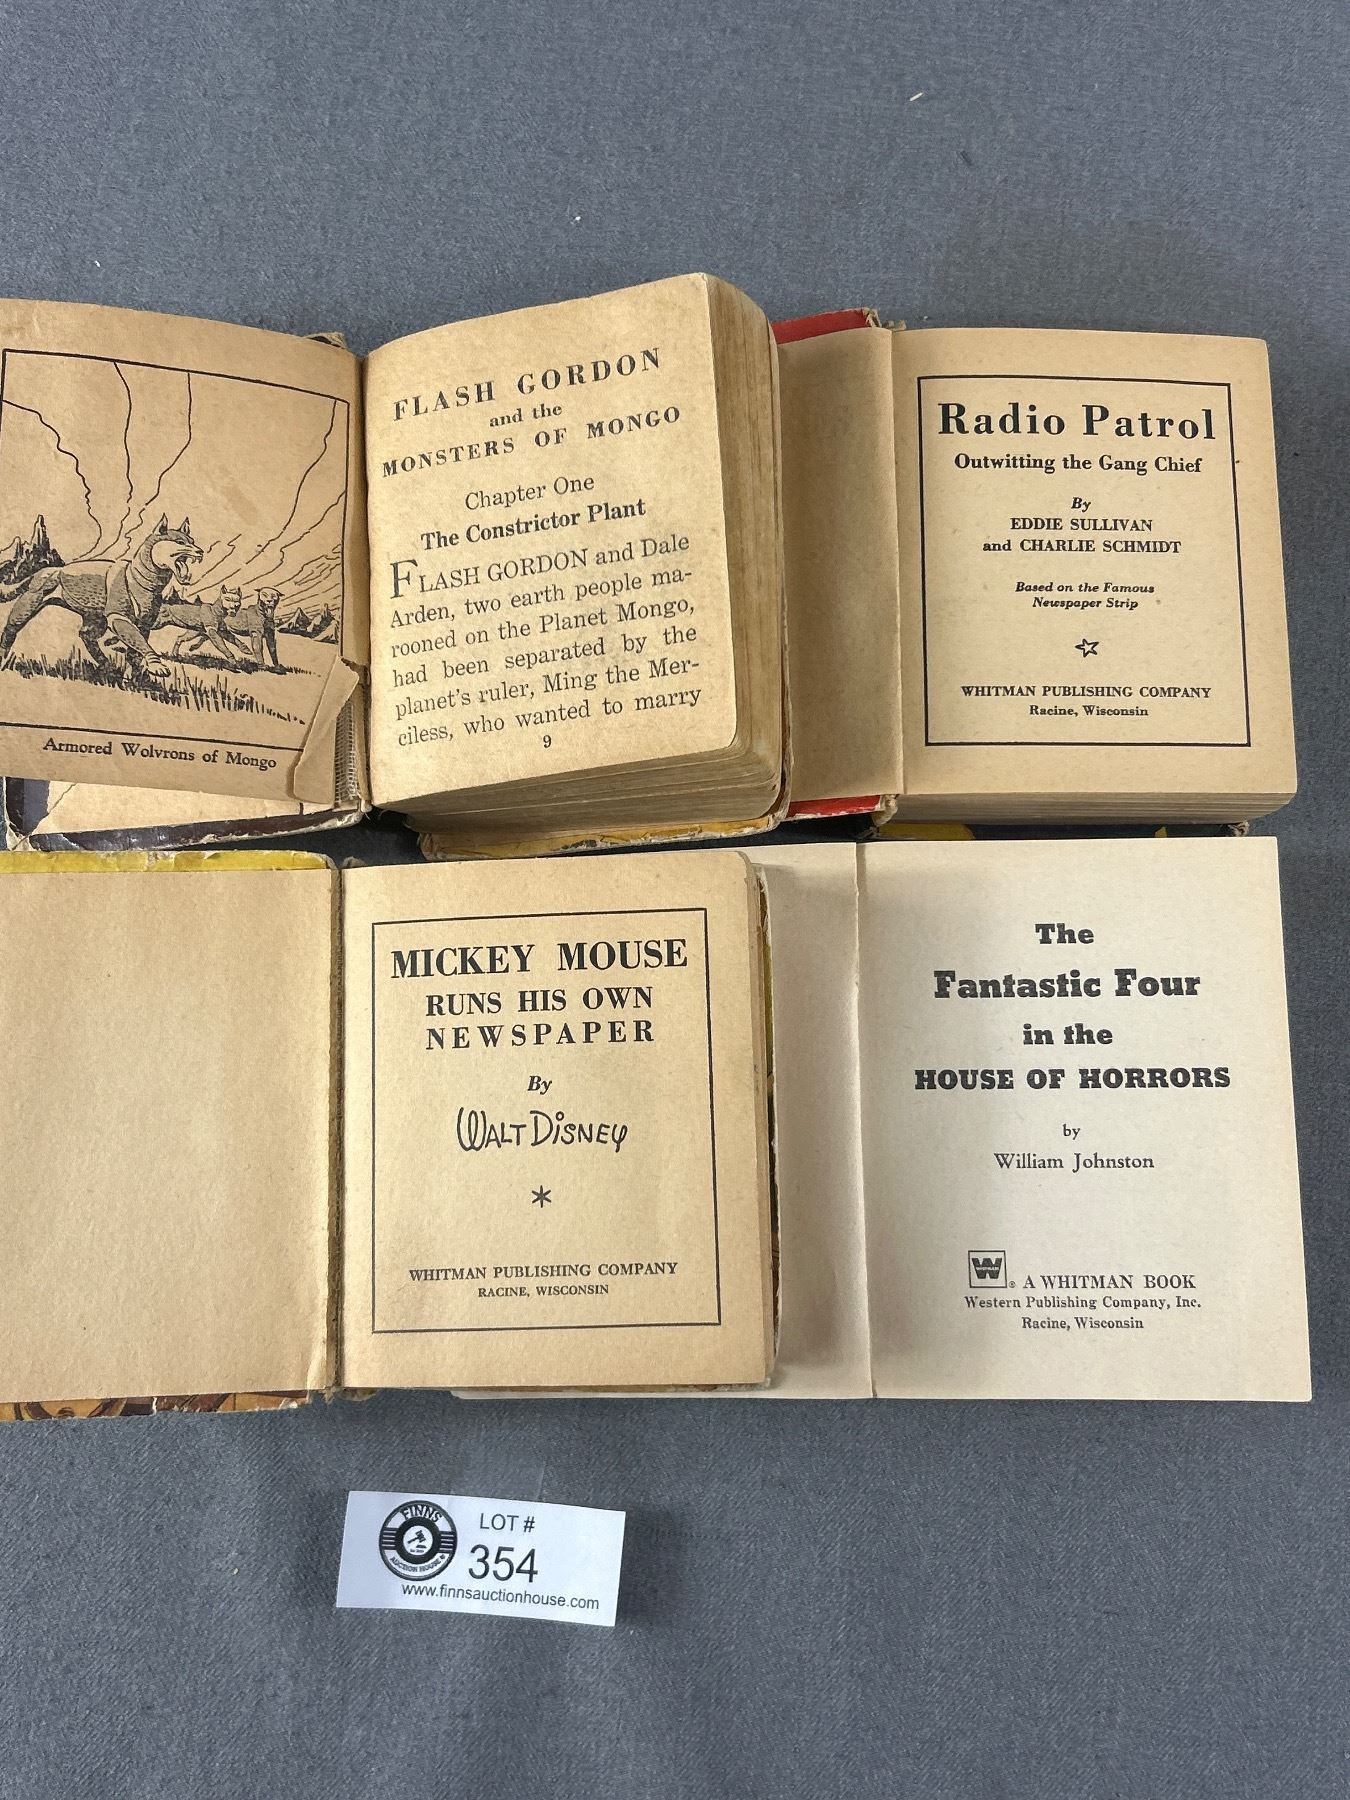 Armored Wolvrons of Mongo
FLASH GORDON
and the
MONSTERS OF MONGO
Chapter One
The Constrictor Plant
FLASH GORDON and Dale
Arden, two earth people ma-
rooned on the Planet Mongo,
had been separated by the
planet's ruler, Ming the Mer-
ciless, who wanted to marry
9
Radio Patrol
Outwitting the Gang Chief
By
EDDIE SULLIVAN
and CHARLIE SCHMIDT
Based on the Famous
Newspaper Strip
WHITMAN PUBLISHING COMPANY
Racine, Wisconsin
MICKEY MOUSE
RUNS HIS OWN
NEWSPAPER
By
WALT DISNEY
WHITMAN PUBLISHING COMPANY
RACINE, WISCONSIN
The
Fantastic Four
in the
HOUSE OF HORRORS
by
William Johnston
W
WHITMAN
® A WHITMAN BOOK
Western Publishing Company, Inc.
Racine, Wisconsin
FINNS
AUCTION HOUSE
LOT #
354
www.finnsauctionhouse.com